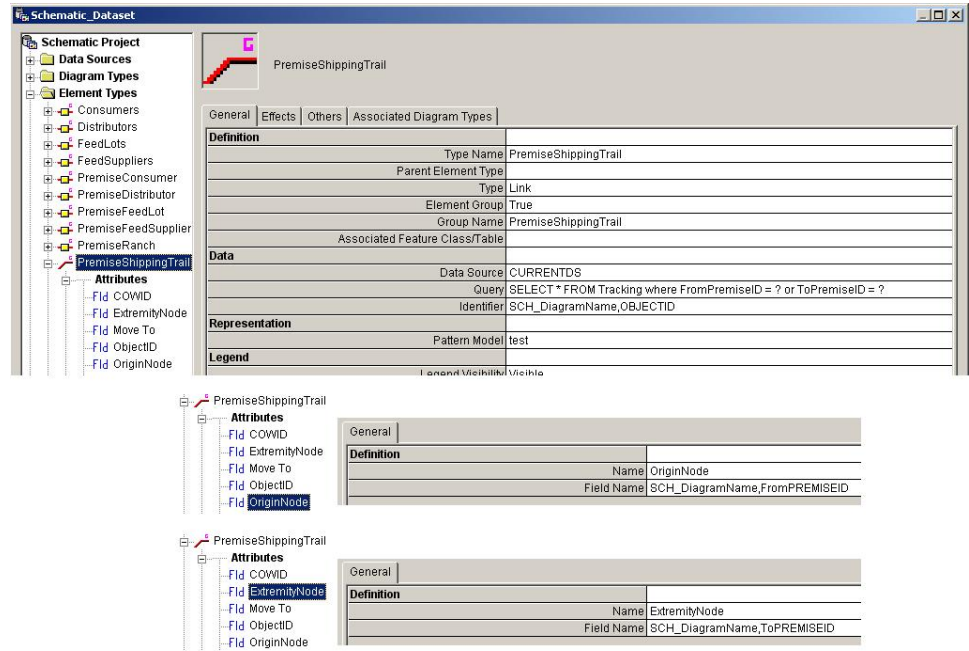 Schematic_Dataset
Schematic Project
Data Sources
Diagram Types
Element Types
Consumers
Distributors
FeedLots
FeedSuppliers
PremiseConsumer
PremiseDistributor
PremiseFeedLot
PremiseFeedSupplier
PremiseRanch
PremiseShippingTrail
Attributes
Fld COWID
Fld ExtremityNode
Fld Move To
Fld ObjectID
Fld OriginNode
G
PremiseShippingTrail
General Effects Others Associated Diagram Types
Definition
Type Name PremiseShippingTrail
Parent Element Type
Type Link
Element Group True
Group Name PremiseShippingTrail
Associated Feature Class/Table
Data
Data Source CURRENTDS
Query SELECT * FROM Tracking where FromPremiseID = ? or ToPremiseID = ?
Identifier SCH_DiagramName,OBJECTID
Representation
Pattern Model test
Legend
Legend Visibility Visible
PremiseShippingTrail
Attributes
Fld COWID
Fld ExtremityNode
Fld Move To
Fld ObjectID
Fld OriginNode
General
Definition
Name OriginNode
Field Name SCH_DiagramName,FromPREMISEID
PremiseShippingTrail
Attributes
Fld COWID
Fld ExtremityNode
Fld Move To
Fld ObjectID
Fld OriginNode
General
Definition
Name ExtremityNode
Field Name SCH_DiagramName,ToPREMISEID